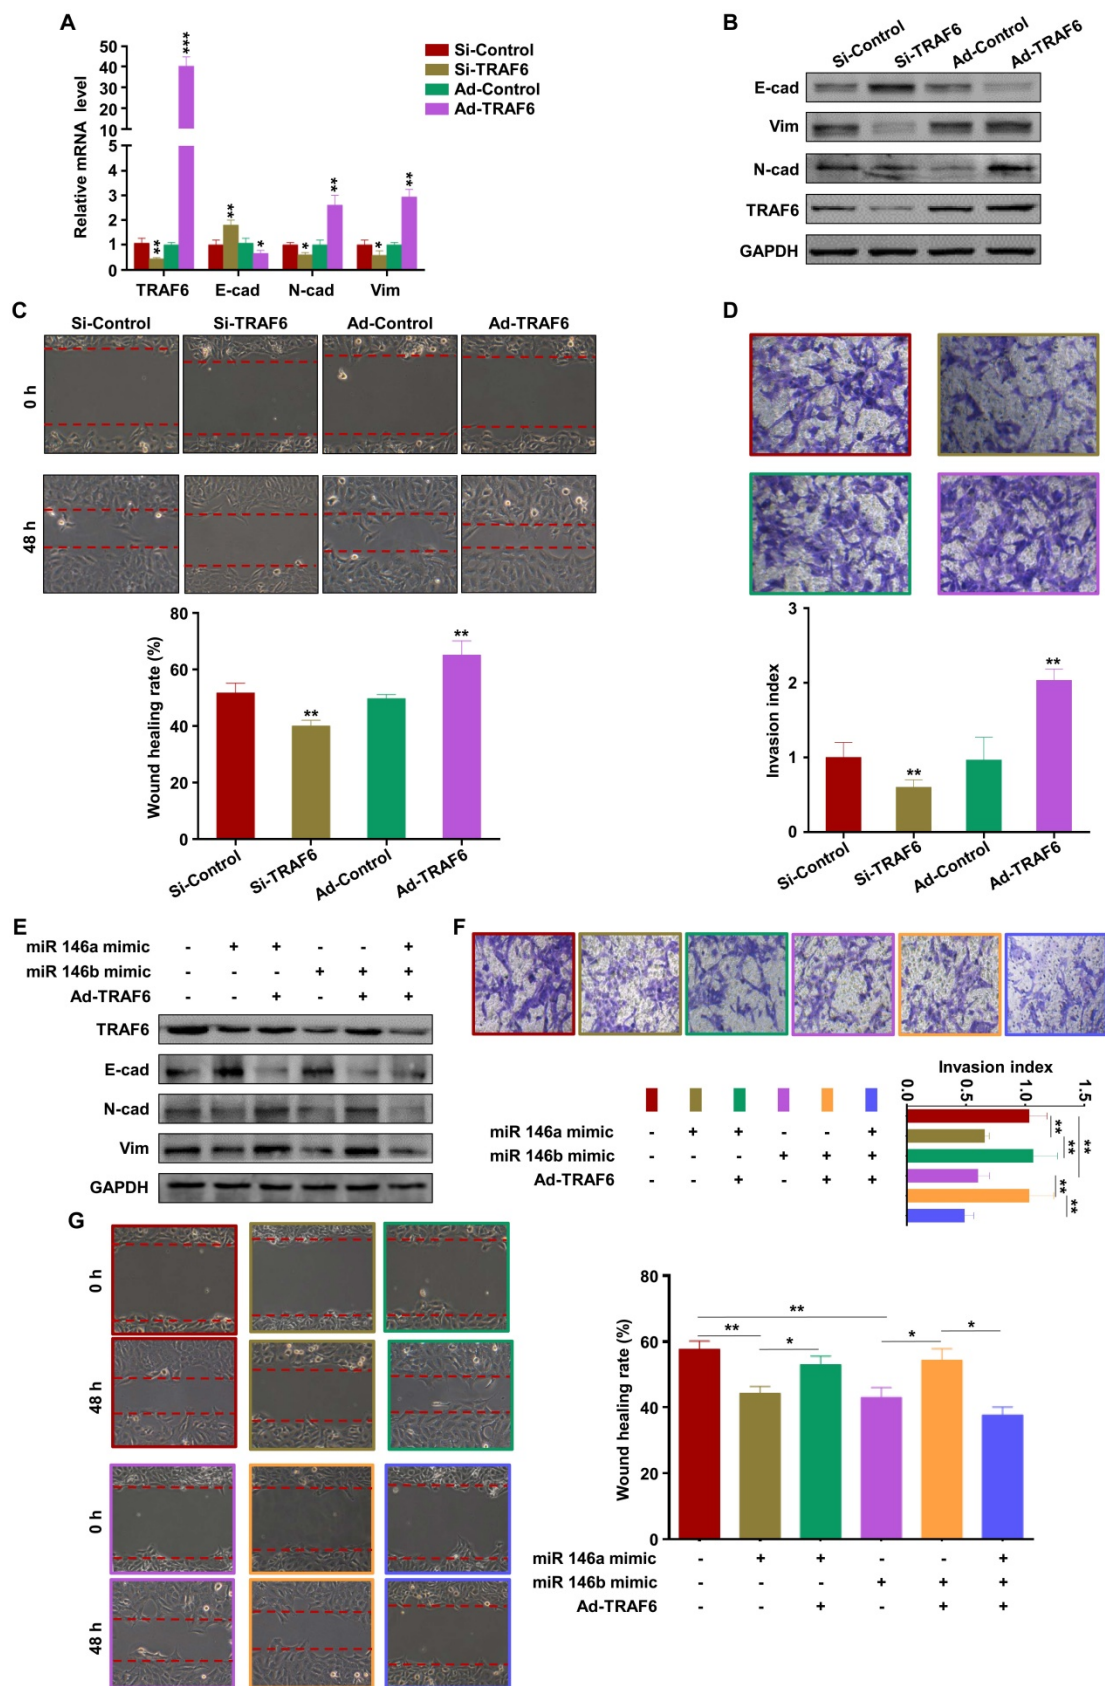 A
Relative mRNA level
50
40
30
20
10
5
4
3
2
1
0
***
**
**
*
*
**
*
**
TRAF6 E-cad N-cad Vim
Si-Control
Si-TRAF6
Ad-Control
Ad-TRAF6
B
Si-Control Si-TRAF6 Ad-Control Ad-TRAF6
E-cad
Vim
N-cad
TRAF6
GAPDH
C
Si-Control Si-TRAF6 Ad-Control Ad-TRAF6
0 h
48 h
Wound healing rate (%)
80
60
40
20
0
**
**
Si-Control Si-TRAF6 Ad-Control Ad-TRAF6
D
Invasion index
3
2
1
0
**
**
Si-Control Si-TRAF6 Ad-Control Ad-TRAF6
E
miR 146a mimic - + + - - +
miR 146b mimic - - - + + +
Ad-TRAF6 - - + - + +
TRAF6
E-cad
N-cad
Vim
GAPDH
F
Invasion index
0.0 0.5 1.0 1.5
**
**
**
**
**
miR 146a mimic - + + - - +
miR 146b mimic - - - + + +
Ad-TRAF6 - - + - + +
G
0 h
48 h
0 h
48 h
Wound healing rate (%)
80
60
40
20
0
**
**
*
*
*
miR 146a mimic - + + - - +
miR 146b mimic - - - + + +
Ad-TRAF6 - - + - + +